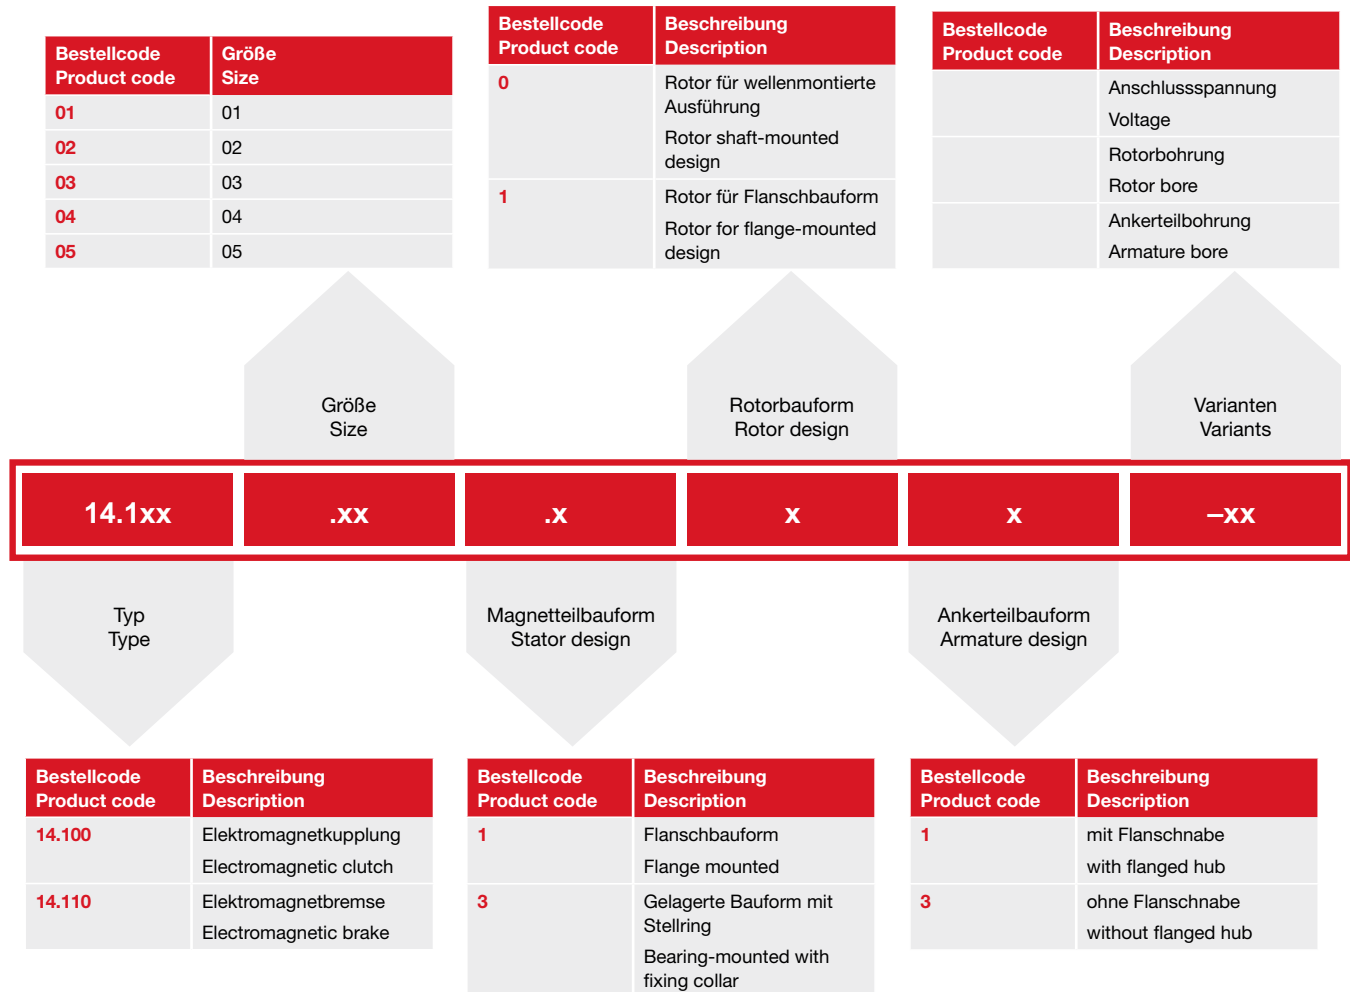 Bestellcode Größe
Product code Size
01 01
02 02
03 03
04 04
05 05
Bestellcode Beschreibung
Product code Description
0 Rotor für wellenmontierte
Ausführung
Rotor shaft-mounted
design
1 Rotor für Flanschbauform
Rotor for flange-mounted
design
Bestellcode Beschreibung
Product code Description
Anschlussspannung
Voltage
Rotorbohrung
Rotor bore
Ankerteilbohrung
Armature bore
Größe
Size
Rotorbauform
Rotor design
Varianten
Variants
14.1xx .xx .x x x –xx
Typ
Type
Magnetteilbauform
Stator design
Ankerteilbauform
Armature design
Bestellcode Beschreibung
Product code Description
14.100 Elektromagnetkupplung
Electromagnetic clutch
14.110 Elektromagnetbremse
Electromagnetic brake
Bestellcode Beschreibung
Product code Description
1 Flanschbauform
Flange mounted
3 Gelagerte Bauform mit
Stellring
Bearing-mounted with
fixing collar
Bestellcode Beschreibung
Product code Description
1 mit Flanschnabe
with flanged hub
3 ohne Flanschnabe
without flanged hub